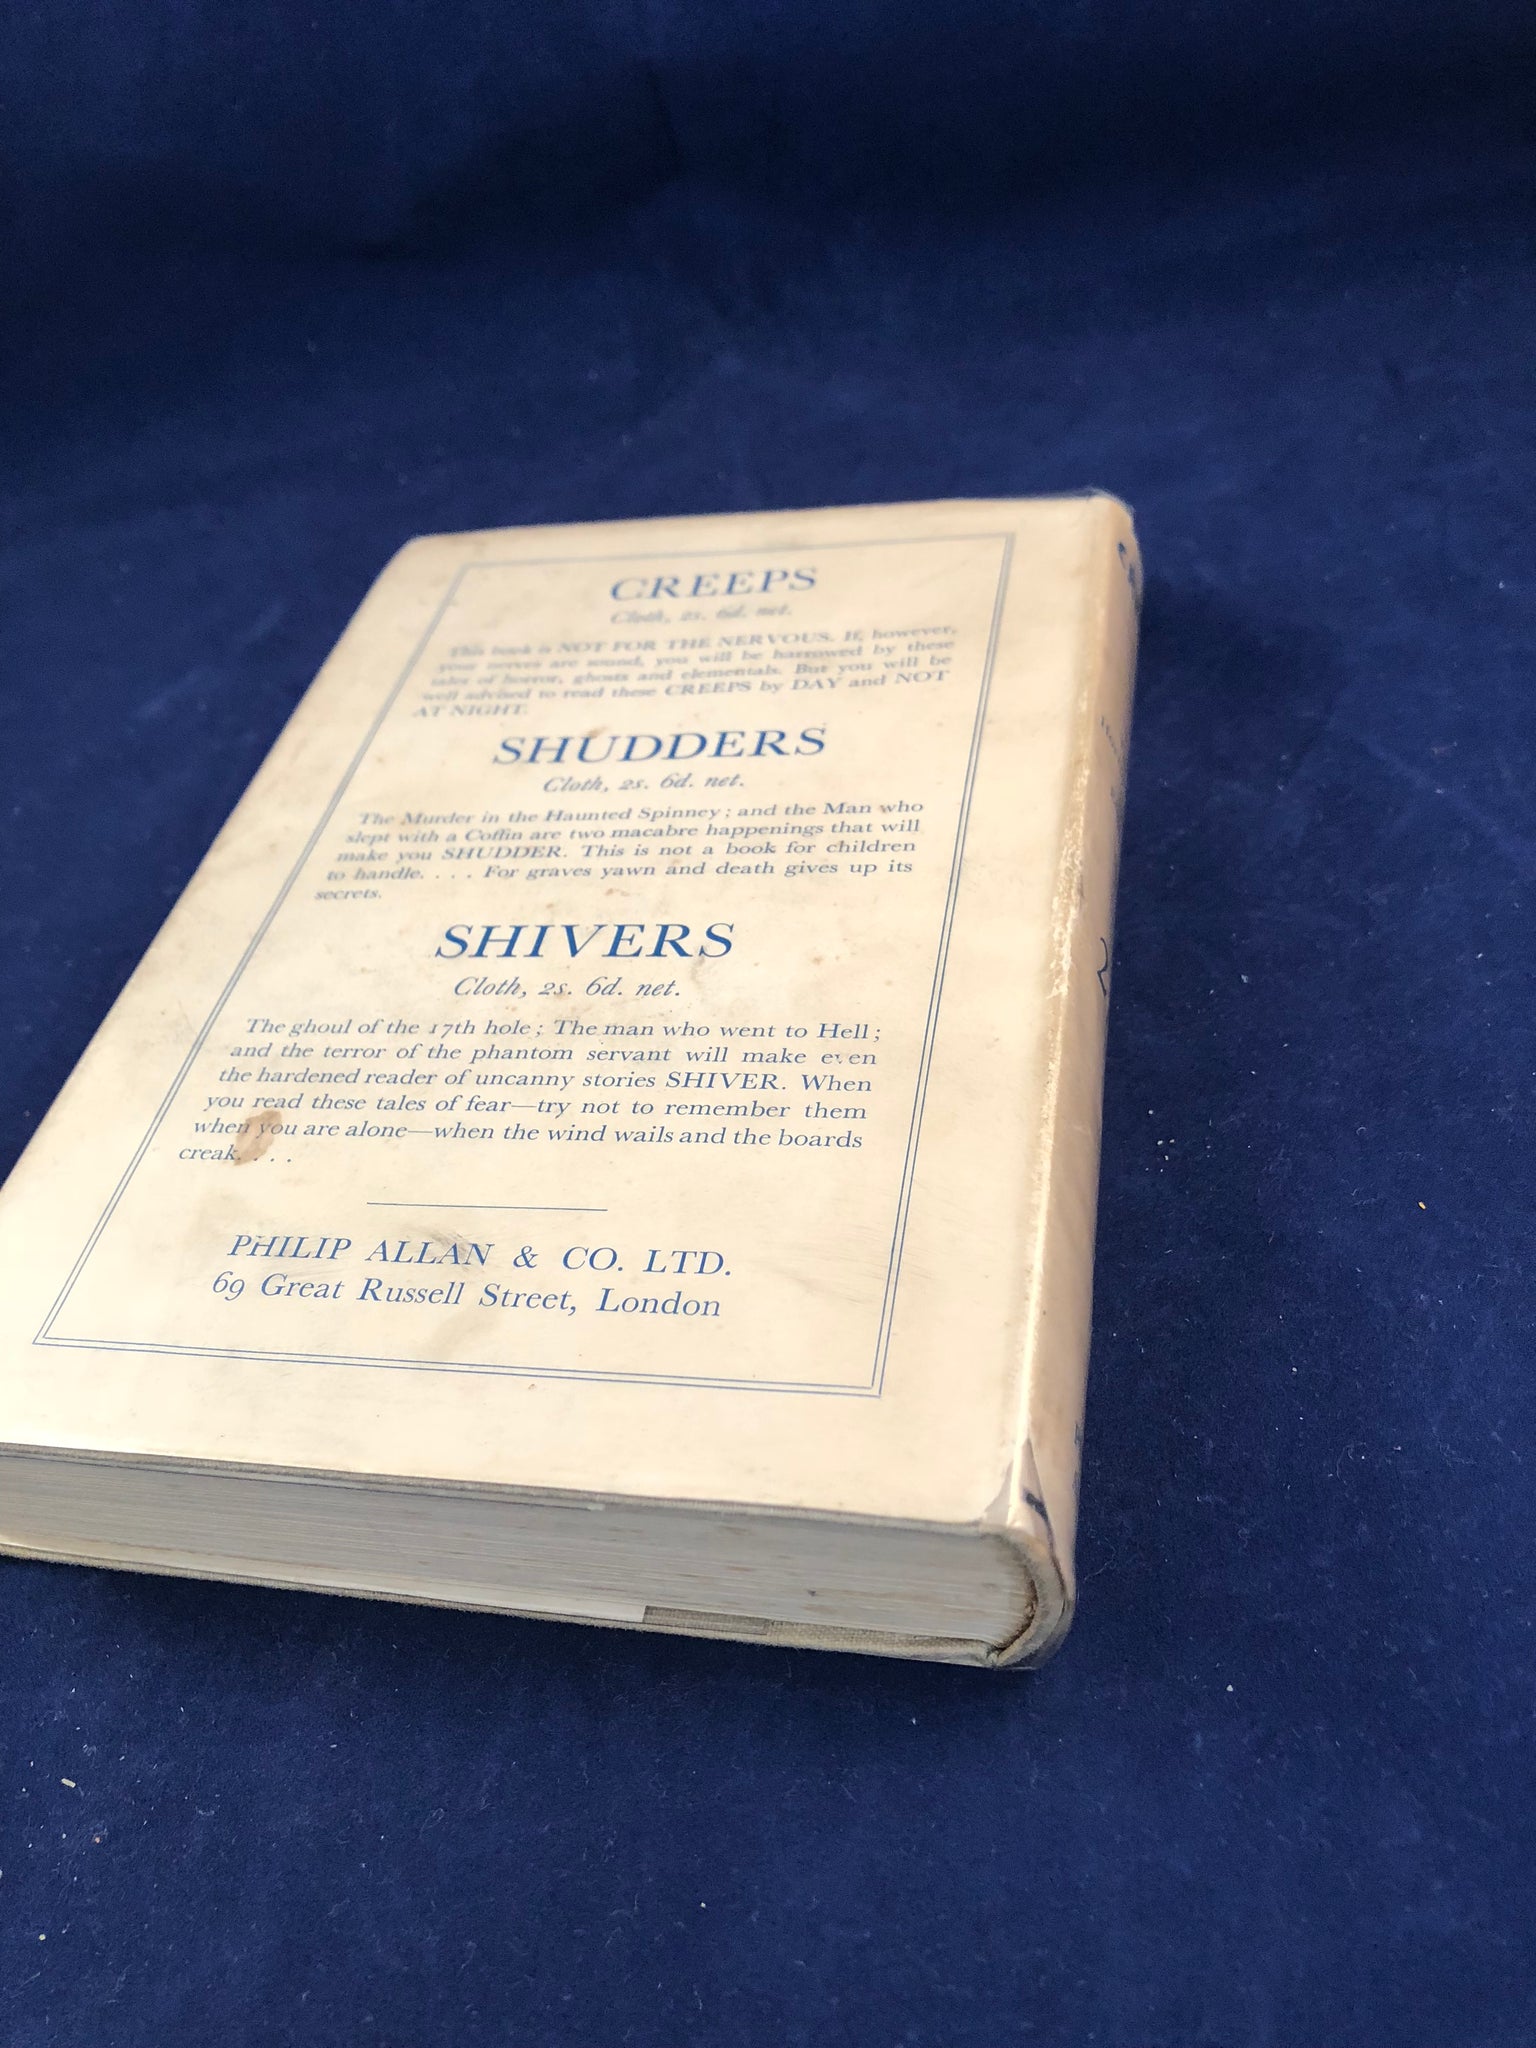 CREEPS
Cloth, 2s. 6d. net.
This book is NOT FOR THE NERVOUS. If, however,
your nerves are sound, you will be harrowed by these
tales of horror, ghosts and elementals. But you will be
well advised to read these CREEPS by DAY and NOT
AT NIGHT.
SHUDDERS
Cloth, 2s. 6d. net.
The Murder in the Haunted Spinney; and the Man who
slept with a Coffin are two macabre happenings that will
make you SHUDDER. This is not a book for children
to handle. . . . For graves yawn and death gives up its
secrets.
SHIVERS
Cloth, 2s. 6d. net.
The ghoul of the 17th hole; The man who went to Hell;
and the terror of the phantom servant will make even
the hardened reader of uncanny stories SHIVER. When
you read these tales of fear—try not to remember them
when you are alone—when the wind wails and the boards
creak. . . .
PHILIP ALLAN & CO. LTD.
69 Great Russell Street, London